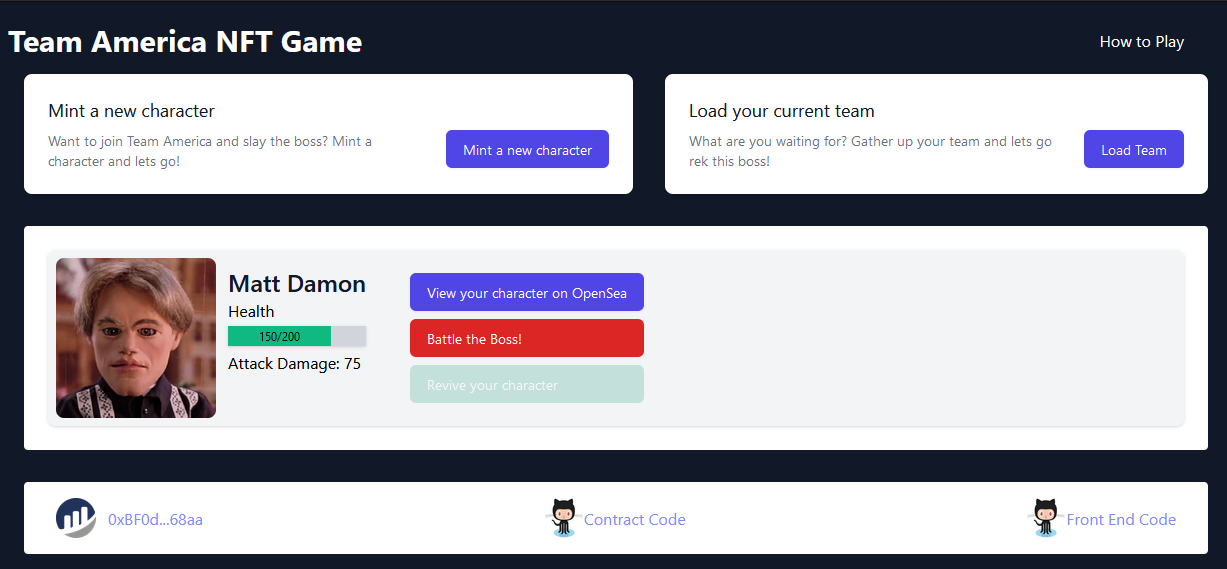 Team America NFT Game
How to Play
Mint a new character
Want to join Team America and slay the boss? Mint a
character and lets go!
Mint a new character
Load your current team
What are you waiting for? Gather up your team and lets go
rek this boss!
Load Team
Matt Damon
Health
150/200
Attack Damage: 75
View your character on OpenSea
Battle the Boss!
Revive your character
0xBF0d...68aa
Contract Code
Front End Code